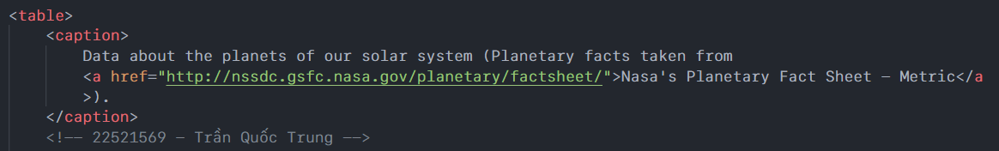 <table>
<caption>
Data about the planets of our solar system (Planetary facts taken from
<a href="http://nssdc.gsfc.nasa.gov/planetary/factsheet/">Nasa's Planetary Fact Sheet - Metric</a
>).
</caption>
<!-- 22521569 - Trần Quốc Trung -->